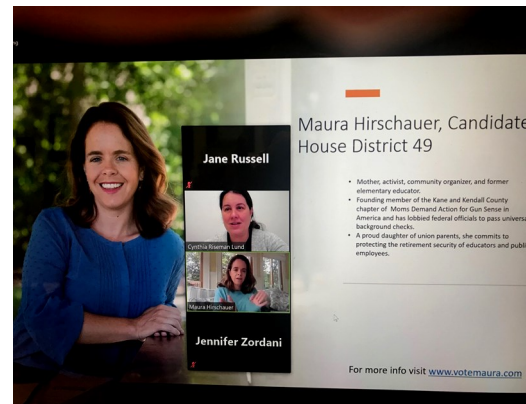 Jane Russell
Cynthia Riseman Lund
Maura Hirschauer
Jennifer Zordani
Maura Hirschauer, Candidate
House District 49
• Mother, activist, community organizer, and former
elementary educator.
• Founding member of the Kane and Kendall County
chapter of Moms Demand Action for Gun Sense in
America and has lobbied federal officials to pass univers
background checks.
• A proud daughter of union parents, she commits to
protecting the retirement security of educators and publi
employees.
For more info visit www.votemaura.com